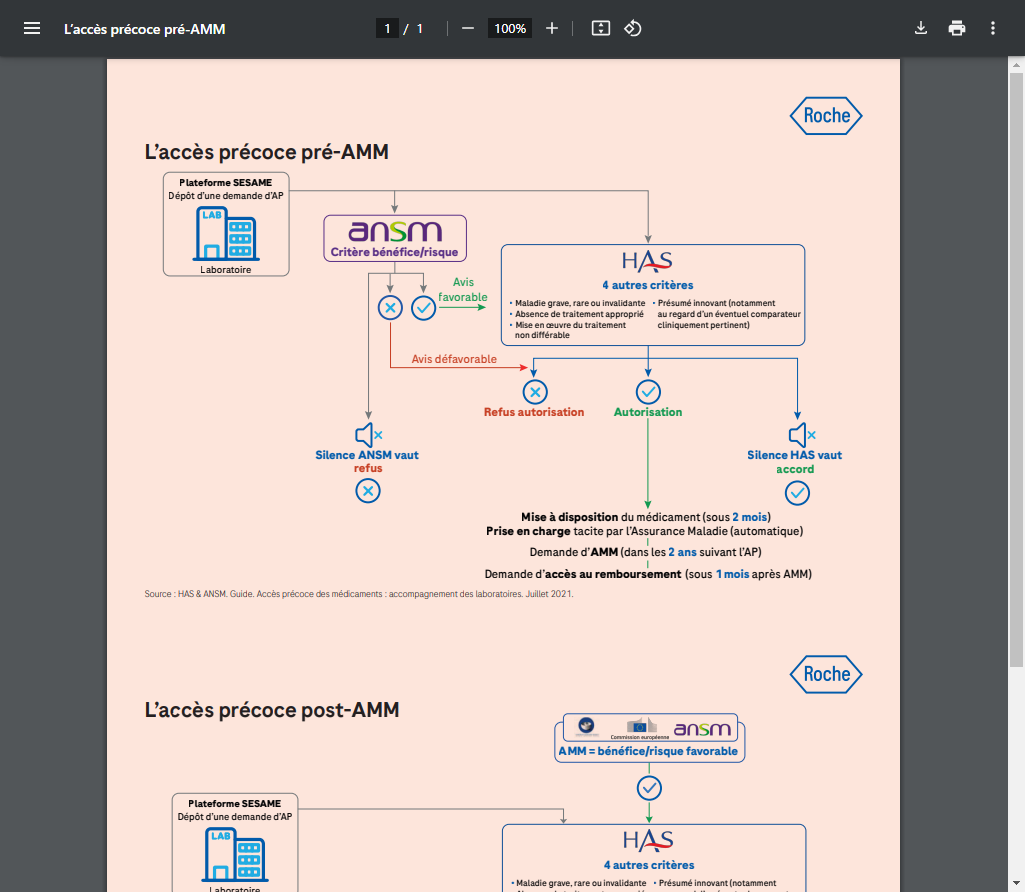 L'accès précoce pré-AMM
1 / 1
100%
Roche
L'accès précoce pré-AMM
Plateforme SESAME
Dépôt d'une demande d'AP
LAB
Laboratoire
ansm
Critère bénéfice/risque
Avis
favorable
HAS
4 autres critères
• Maladie grave, rare ou invalidante
• Absence de traitement approprié
• Mise en œuvre du traitement
non différable
• Présumé innovant (notamment
au regard d'un éventuel comparateur
cliniquement pertinent)
Avis défavorable
Refus autorisation
Autorisation
Silence ANSM vaut
refus
Silence HAS vaut
accord
Mise à disposition du médicament (sous 2 mois)
Prise en charge tacite par l'Assurance Maladie (automatique)
Demande d'AMM (dans les 2 ans suivant l'AP)
Demande d'accès au remboursement (sous 1 mois après AMM)
Source : HAS & ANSM. Guide. Accès précoce des médicaments : accompagnement des laboratoires. Juillet 2021.
Roche
L'accès précoce post-AMM
Commission européenne
ansm
AMM = bénéfice/risque favorable
Plateforme SESAME
Dépôt d'une demande d'AP
LAB
Laboratoire
HAS
4 autres critères
• Maladie grave, rare ou invalidante
• Présumé innovant (notamment